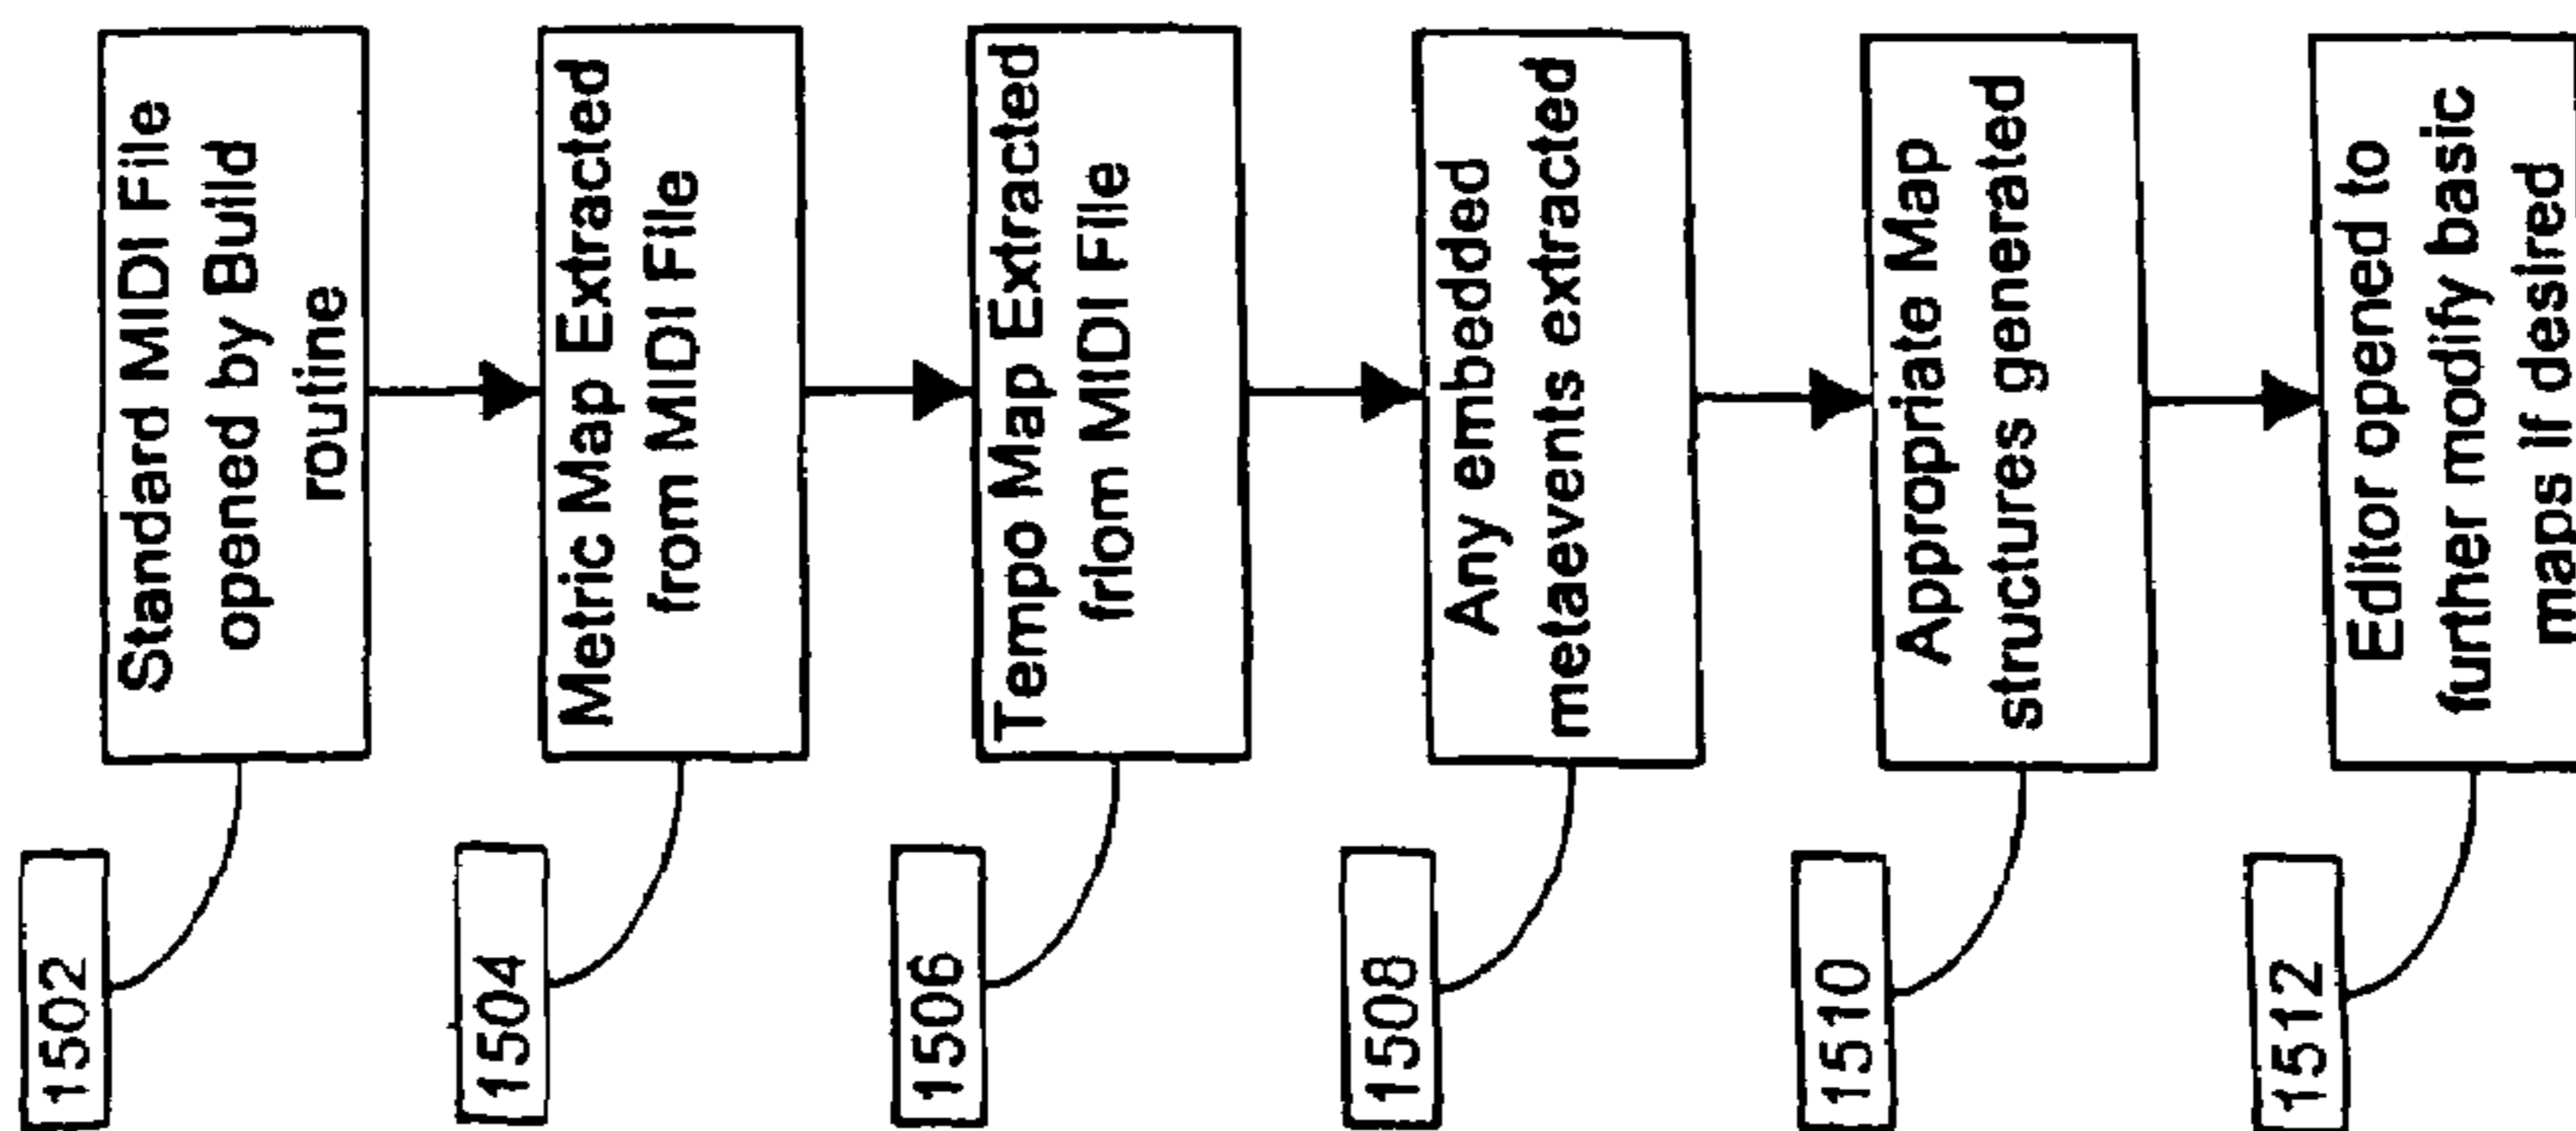 1502
Standard MIDI File
opened by Build
routine
1504
Metric Map Extracted
from MIDI File
1506
Tempo Map Extracted
friom MIDI File
1508
Any embedded
metaevents extracted
1510
Appropriate Map
structures generated
1512
Editor opened to
further modify basic
maps if desired